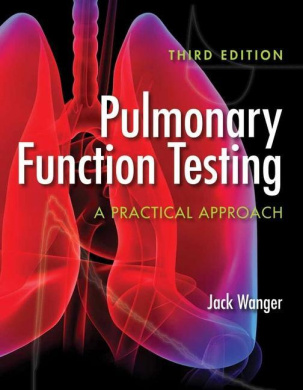 THIRD EDITION
Pulmonary
Function Testing
A PRACTICAL APPROACH
Jack Wanger